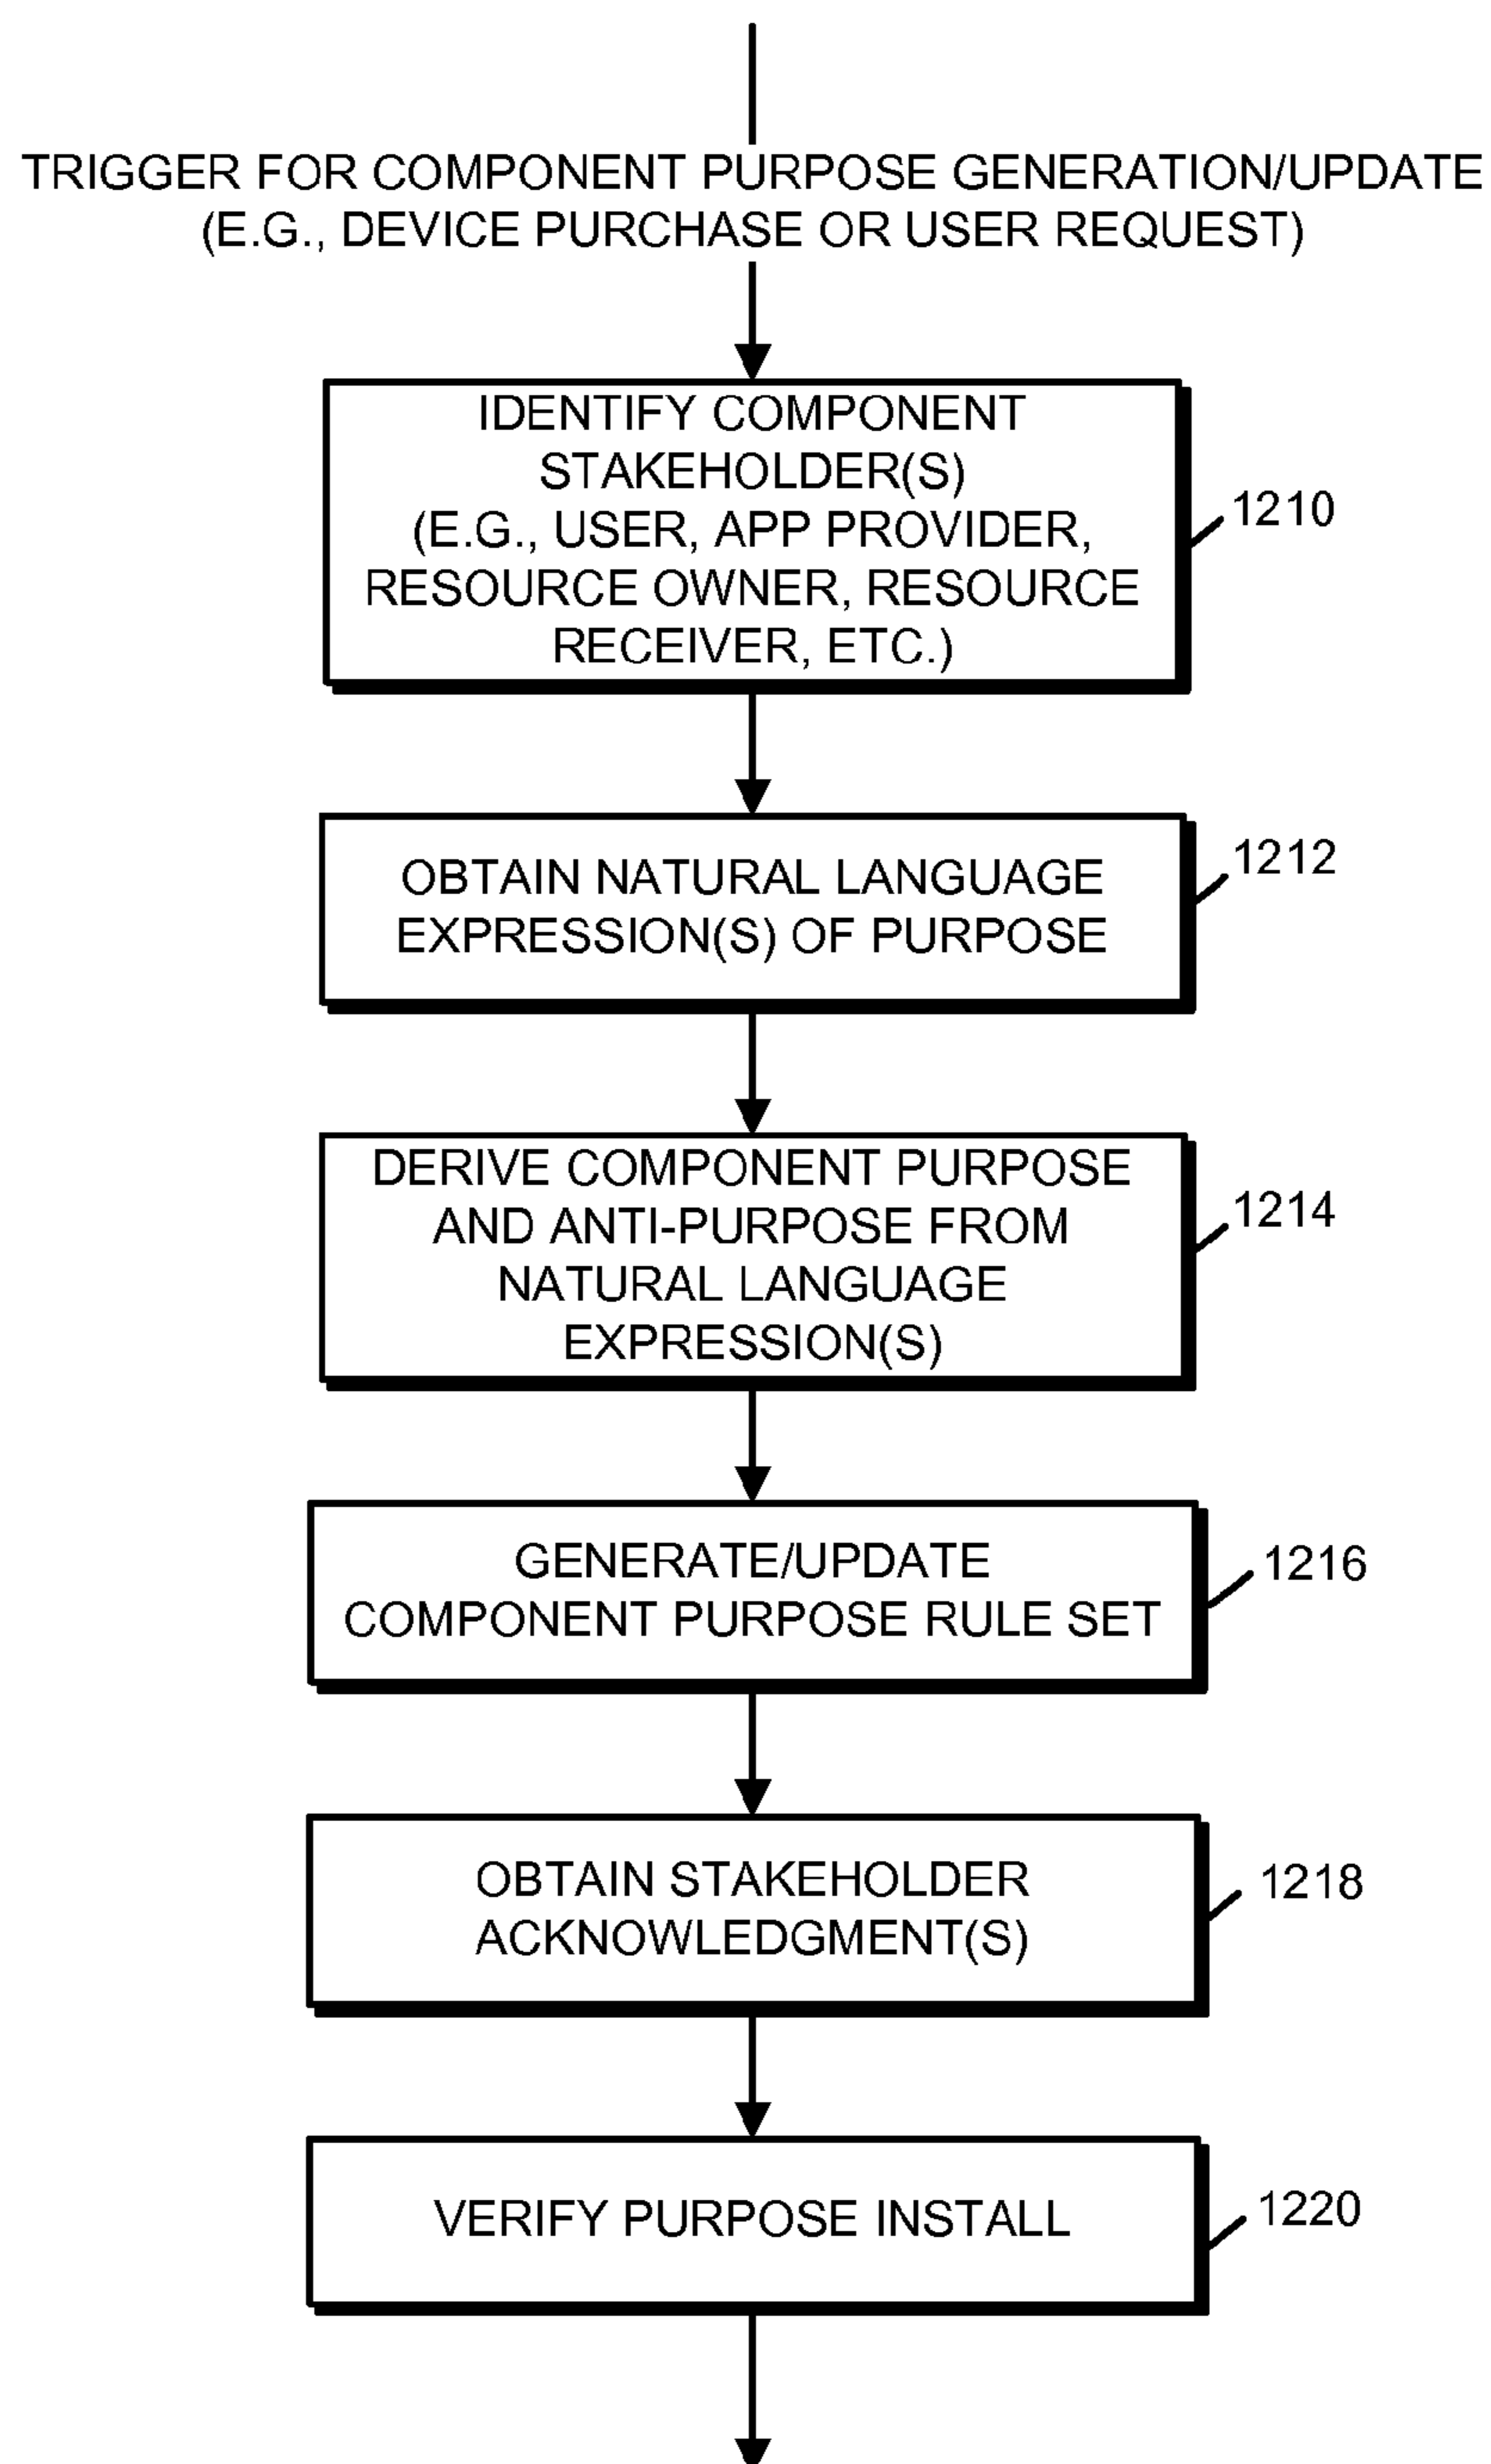 TRIGGER FOR COMPONENT PURPOSE GENERATION/UPDATE
(E.G., DEVICE PURCHASE OR USER REQUEST)
IDENTIFY COMPONENT
STAKEHOLDER(S)
(E.G., USER, APP PROVIDER,
RESOURCE OWNER, RESOURCE
RECEIVER, ETC.)
1210
OBTAIN NATURAL LANGUAGE
EXPRESSION(S) OF PURPOSE
1212
DERIVE COMPONENT PURPOSE
AND ANTI-PURPOSE FROM
NATURAL LANGUAGE
EXPRESSION(S)
1214
GENERATE/UPDATE
COMPONENT PURPOSE RULE SET
1216
OBTAIN STAKEHOLDER
ACKNOWLEDGMENT(S)
1218
VERIFY PURPOSE INSTALL
1220